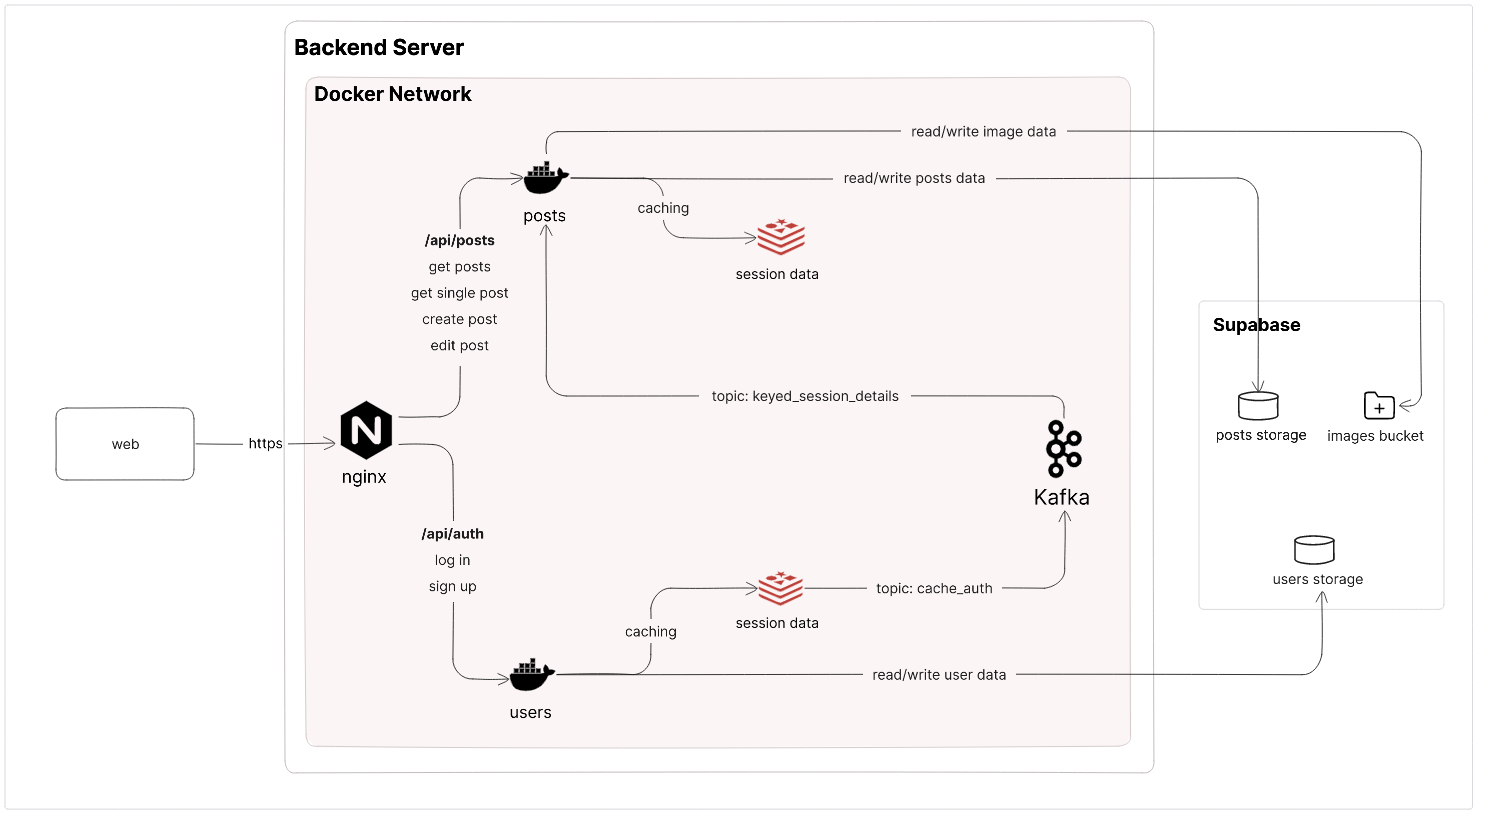 Backend Server
Docker Network
read/write image data
read/write posts data
posts
caching
session data
/api/posts
get posts
get single post
create post
edit post
Supabase
topic: keyed_session_details
posts storage
images bucket
web
https
N
nginx
Kafka
/api/auth
log in
sign up
users storage
topic: cache_auth
session data
caching
read/write user data
users